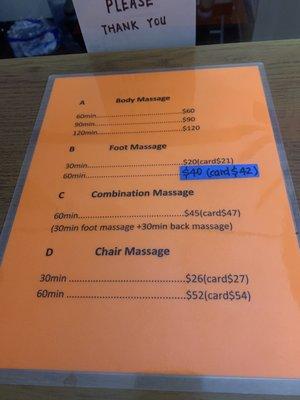 PLEASE
THANK YOU
A Body Massage
60min..............................$60
90min..............................$90
120min............................$120
B Foot Massage
30min..............................$20(card$21)
60min..............................$40 (card $42)
C Combination Massage
60min..............................$45(card$47)
(30min foot massage +30min back massage)
D Chair Massage
30min ..............................$26(card$27)
60min ..............................$52(card$54)